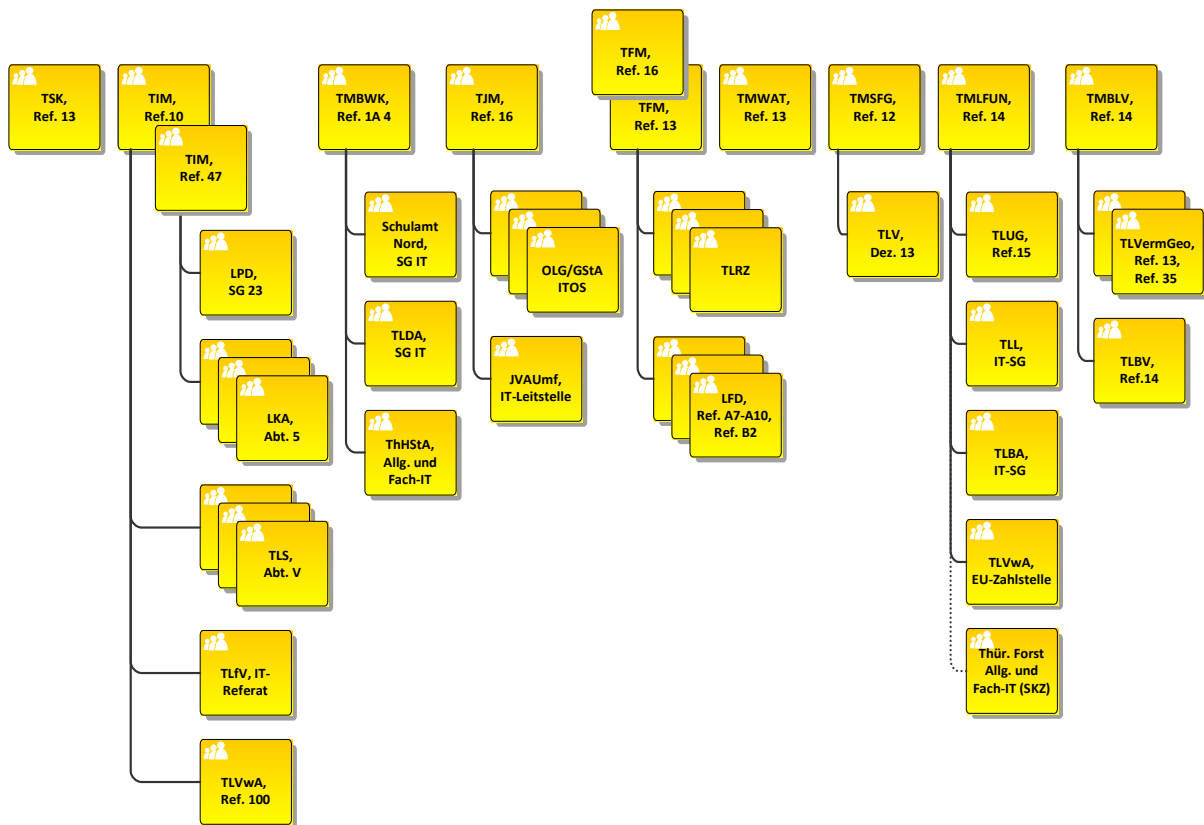 TFM,
Ref. 16
TSK,
Ref. 13
TIM,
Ref.10
TMBWK,
Ref. 1A 4
TJM,
Ref. 16
TFM,
Ref. 13
TMWAT,
Ref. 13
TMSFG,
Ref. 12
TMLFUN,
Ref. 14
TMBLV,
Ref. 14
TIM,
Ref. 47
LPD,
SG 23
LKA,
Abt. 5
TLS,
Abt. V
TLfV, IT-
Referat
TLVwA,
Ref. 100
Schulamt
Nord,
SG IT
TLDA,
SG IT
ThHStA,
Allg. und
Fach-IT
OLG/GStA
ITOS
JVAUmf,
IT-Leitstelle
TLRZ
LFD,
Ref. A7-A10,
Ref. B2
TLV,
Dez. 13
TLUG,
Ref.15
TLL,
IT-SG
TLBA,
IT-SG
TLVwA,
EU-Zahlstelle
Thür. Forst
Allg. und
Fach-IT (SKZ)
TLVermGeo,
Ref. 13,
Ref. 35
TLBV,
Ref.14